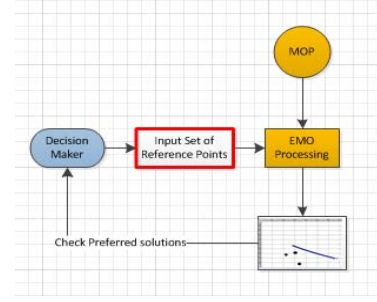 MOP
Decision
Maker
Input Set of
Reference Points
EMO
Processing
Check Preferred solutions